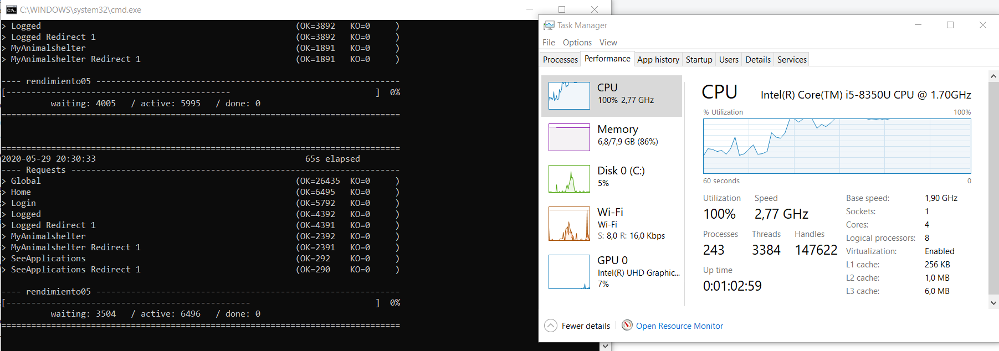 C:\WINDOWS\system32\cmd.exe
> Logged (OK=3892 KO=0 )
> Logged Redirect 1 (OK=3892 KO=0 )
> MyAnimalshelter (OK=1891 KO=0 )
> MyAnimalshelter Redirect 1 (OK=1891 KO=0 )
---- rendimiento05 -------------------------------------------------------------
[--------------------------------------------- ] 0%
waiting: 4005 / active: 5995 / done: 0
================================================================================
================================================================================
2020-05-29 20:30:33 65s elapsed
---- Requests ------------------------------------------------------------------
> Global (OK=26435 KO=0 )
> Home (OK=6495 KO=0 )
> Login (OK=5792 KO=0 )
> Logged (OK=4392 KO=0 )
> Logged Redirect 1 (OK=4391 KO=0 )
> MyAnimalshelter (OK=2392 KO=0 )
> MyAnimalshelter Redirect 1 (OK=2391 KO=0 )
> SeeApplications (OK=292 KO=0 )
> SeeApplications Redirect 1 (OK=290 KO=0 )
---- rendimiento05 -------------------------------------------------------------
[------------------------------------------------- ] 0%
waiting: 3504 / active: 6496 / done: 0
================================================================================
Task Manager
File Options View
Processes Performance App history Startup Users Details Services
CPU
100% 2,77 GHz
Memory
6,8/7,9 GB (86%)
Disk 0 (C:)
5%
Wi-Fi
Wi-Fi
S: 8,0 R: 16,0 Kbps
GPU 0
Intel(R) UHD Graphic...
7%
CPU Intel(R) Core(TM) i5-8350U CPU @ 1.70GHz
% Utilization 100%
60 seconds 0
Utilization Speed
100% 2,77 GHz
Processes Threads Handles
243 3384 147622
Up time
0:01:02:59
Base speed: 1,90 GHz
Sockets: 1
Cores: 4
Logical processors: 8
Virtualization: Enabled
L1 cache: 256 KB
L2 cache: 1,0 MB
L3 cache: 6,0 MB
Fewer details Open Resource Monitor